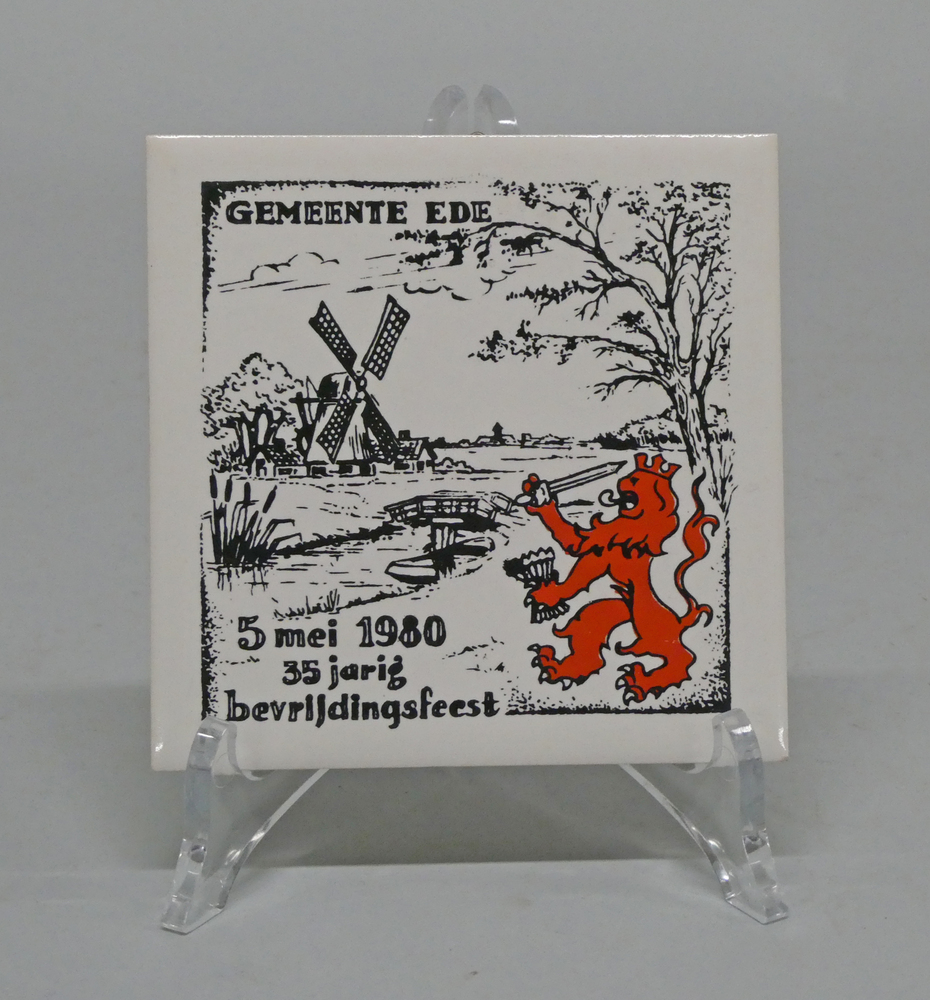 GEMEENTE EDE
5 mei 1980
35 jarig
bevrijdingsfeest